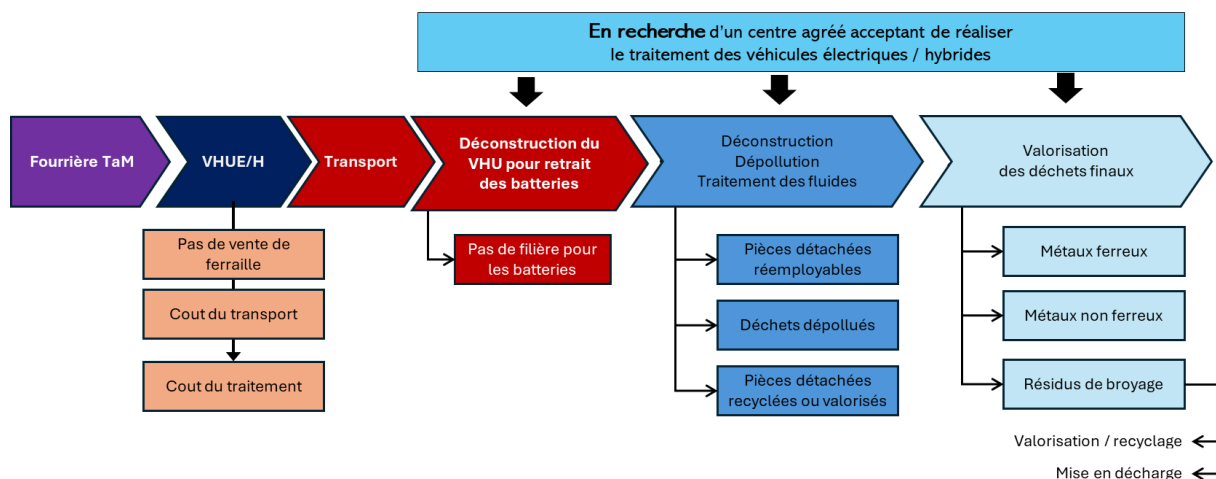 En recherche d’un centre agréé acceptant de réaliser
le traitement des véhicules électriques / hybrides
Fourrière TaM
VHUE/H
Transport
Déconstruction du
VHU pour retrait
des batteries
Déconstruction
Dépollution
Traitement des fluides
Valorisation
des déchets finaux
Pas de vente de
ferraille
Cout du transport
Cout du traitement
Pas de filière pour
les batteries
Pièces détachées
réemployables
Déchets dépollués
Pièces détachées
recyclées ou valorisés
Métaux ferreux
Métaux non ferreux
Résidus de broyage
Valorisation / recyclage
Mise en décharge